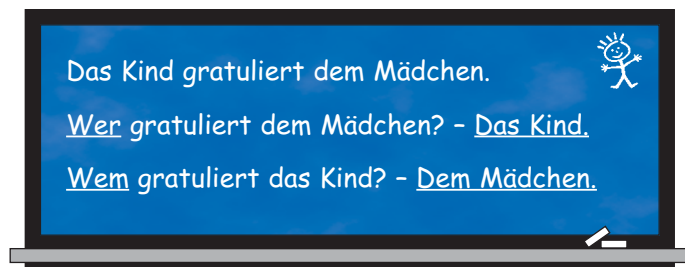 Das Kind gratuliert dem Mädchen.
Wer gratuliert dem Mädchen? – Das Kind.
Wem gratuliert das Kind? – Dem Mädchen.